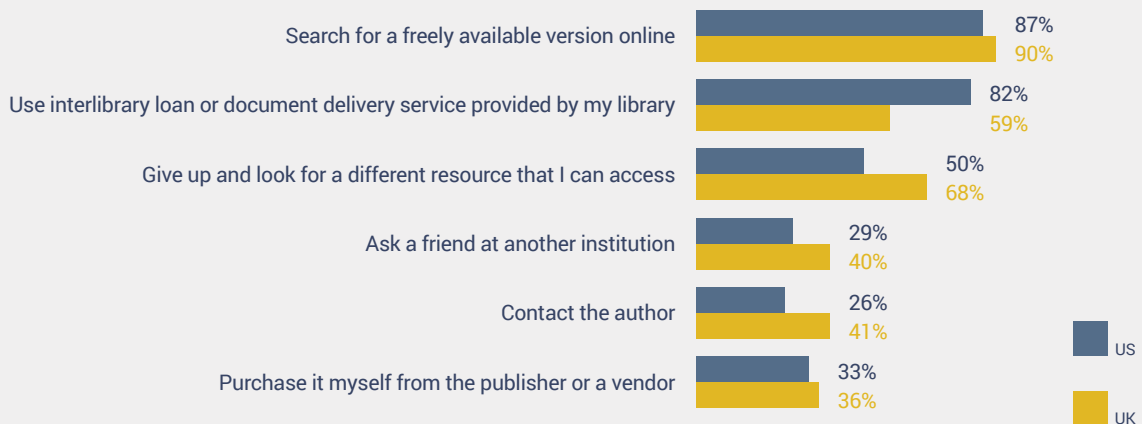 Search for a freely available version online
87%
90%
Use interlibrary loan or document delivery service provided by my library
82%
59%
Give up and look for a different resource that I can access
50%
68%
Ask a friend at another institution
29%
40%
Contact the author
26%
41%
Purchase it myself from the publisher or a vendor
33%
36%
US
UK